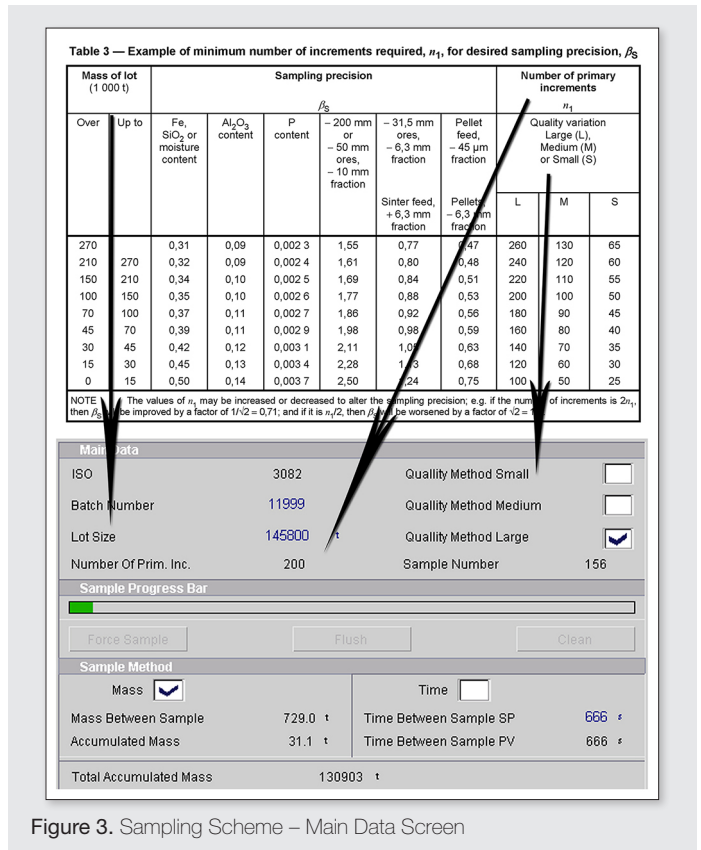 Table 3 — Example of minimum number of increments required, n1, for desired sampling precision, βS
Mass of lot
(1 000 t)
Sampling precision
βS
Number of primary
increments
n1
Over Up to Fe, SiO2 or moisture content Al2O3 content P content – 200 mm or – 50 mm ores, – 10 mm fraction – 31,5 mm ores, – 6,3 mm fraction Pellet feed, – 45 µm fraction Quality variation Large (L), Medium (M) or Small (S)
Sinter feed, + 6,3 mm fraction Pellets, – 6,3 mm fraction L M S
270 0,31 0,09 0,002 3 1,55 0,77 0,47 260 130 65
210 270 0,32 0,09 0,002 4 1,61 0,80 0,48 240 120 60
150 210 0,34 0,10 0,002 5 1,69 0,84 0,51 220 110 55
100 150 0,35 0,10 0,002 6 1,77 0,88 0,53 200 100 50
70 100 0,37 0,11 0,002 7 1,86 0,92 0,56 180 90 45
45 70 0,39 0,11 0,002 9 1,98 0,98 0,59 160 80 40
30 45 0,42 0,12 0,003 1 2,11 0,63 140 70 35
15 30 0,45 0,13 0,003 4 2,28 0,68 120 60 30
0 15 0,50 0,14 0,003 7 2,50 0,75 100 50 25
NOTE The values of n1 may be increased or decreased to alter the sampling precision; e.g. if the number of increments is 2n1,
then βS be improved by a factor of 1/√2 = 0,71; and if it is n1/2, then βS will be worsened by a factor of √2 =
Main Data
ISO 3082 Quallity Method Small
Batch Number 11999 Quallity Method Medium
Lot Size 145800 t Quallity Method Large
Number Of Prim. Inc. 200 Sample Number 156
Sample Progress Bar
Force Sample Flush Clean
Sample Method
Mass Time
Mass Between Sample 729.0 t Time Between Sample SP 666 s
Accumulated Mass 31.1 t Time Between Sample PV 666 s
Total Accumulated Mass 130903 t
Figure 3. Sampling Scheme – Main Data Screen